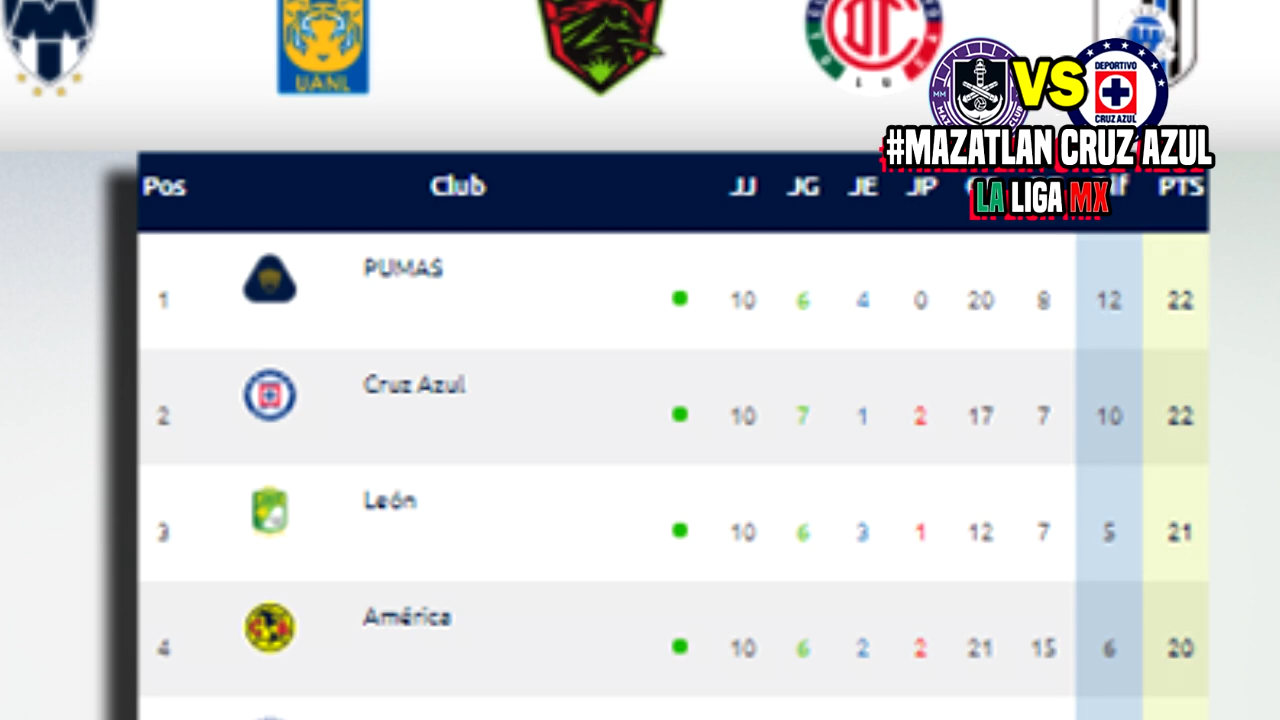 UANL
VS
DEPORTIVO
CRUZ AZUL
#MAZATLAN CRUZ AZUL
LA LIGA MX
Pos Club JJ JG JE JP PTS
1 PUMAS 10 6 4 0 20 8 12 22
2 Cruz Azul 10 7 1 2 17 7 10 22
3 León 10 6 3 1 12 7 5 21
4 América 10 6 2 2 21 15 6 20